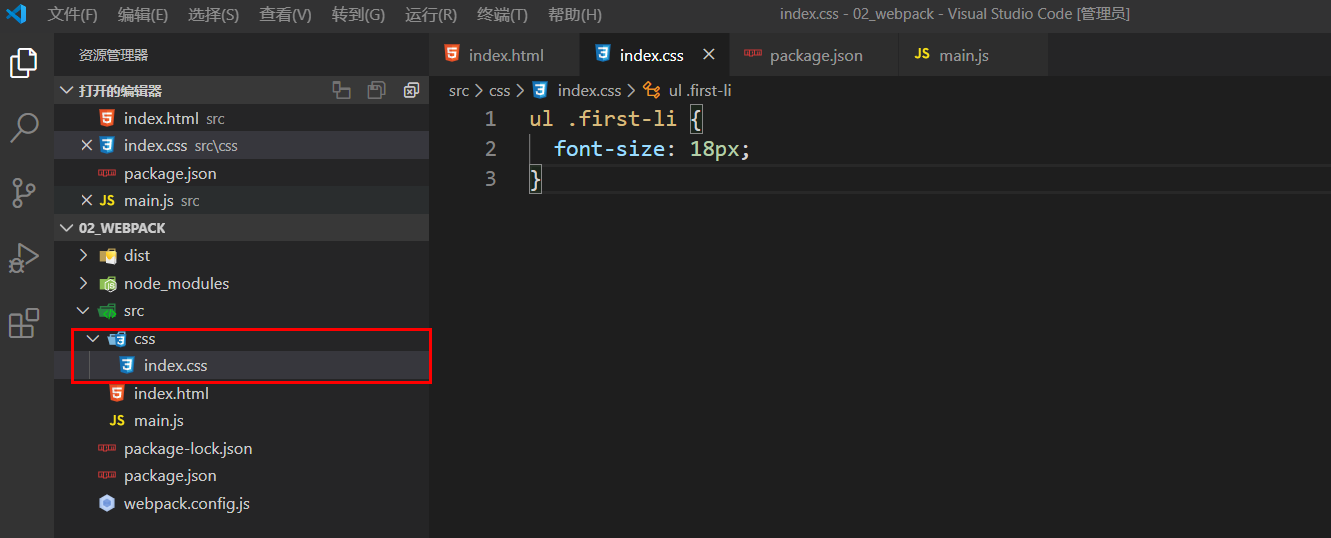 文件(F) 编辑(E) 选择(S) 查看(V) 转到(G) 运行(R) 终端(T) 帮助(H) index.css - 02_webpack - Visual Studio Code [管理员]
资源管理器
打开的编辑器
index.html src
index.css src\css
package.json
main.js src
02_WEBPACK
dist
node_modules
src
css
index.css
index.html
JS main.js
package-lock.json
package.json
webpack.config.js
index.html index.css package.json JS main.js
src > css > index.css > ul .first-li
1 ul .first-li {
2 font-size: 18px;
3 }